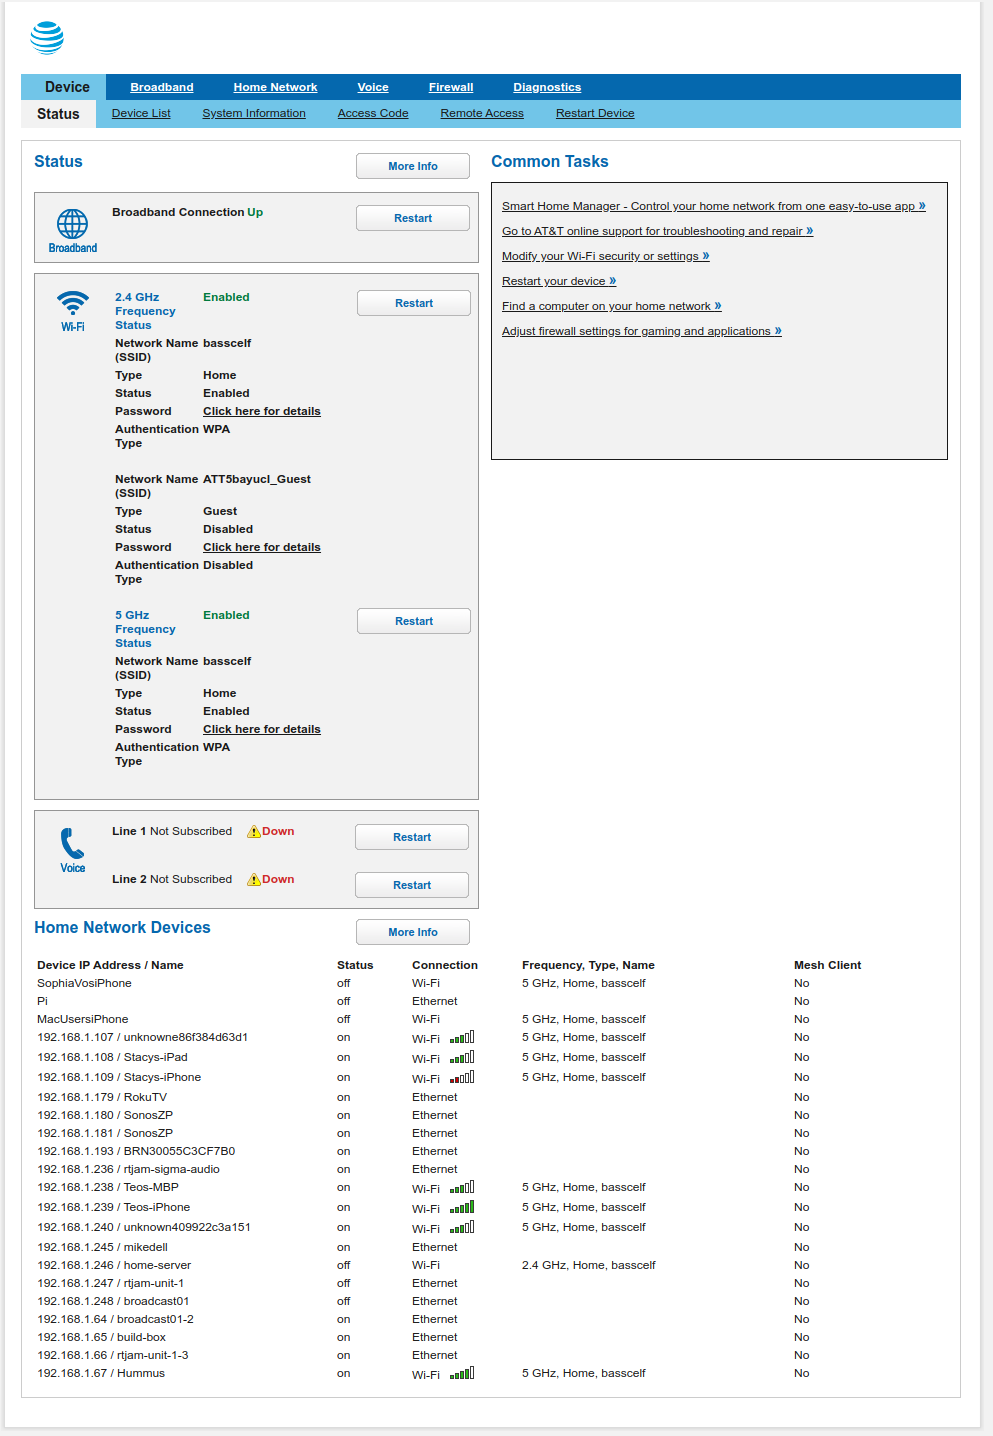 Device Broadband Home Network Voice Firewall Diagnostics
Status Device List System Information Access Code Remote Access Restart Device
Status More Info
Broadband
Broadband Connection Up Restart
Wi-Fi
2.4 GHz Enabled Restart
Frequency
Status
Network Name basscelf
(SSID)
Type Home
Status Enabled
Password Click here for details
Authentication WPA
Type
Network Name ATT5bayucl_Guest
(SSID)
Type Guest
Status Disabled
Password Click here for details
Authentication Disabled
Type
5 GHz Enabled Restart
Frequency
Status
Network Name basscelf
(SSID)
Type Home
Status Enabled
Password Click here for details
Authentication WPA
Type
Voice
Line 1 Not Subscribed Down Restart
Line 2 Not Subscribed Down Restart
Common Tasks
Smart Home Manager - Control your home network from one easy-to-use app »
Go to AT&T online support for troubleshooting and repair »
Modify your Wi-Fi security or settings »
Restart your device »
Find a computer on your home network »
Adjust firewall settings for gaming and applications »
Home Network Devices More Info
Device IP Address / Name Status Connection Frequency, Type, Name Mesh Client
SophiaVosiPhone off Wi-Fi 5 GHz, Home, basscelf No
Pi off Ethernet No
MacUsersiPhone off Wi-Fi 5 GHz, Home, basscelf No
192.168.1.107 / unknowne86f384d63d1 on Wi-Fi 5 GHz, Home, basscelf No
192.168.1.108 / Stacys-iPad on Wi-Fi 5 GHz, Home, basscelf No
192.168.1.109 / Stacys-iPhone on Wi-Fi 5 GHz, Home, basscelf No
192.168.1.179 / RokuTV on Ethernet No
192.168.1.180 / SonosZP on Ethernet No
192.168.1.181 / SonosZP on Ethernet No
192.168.1.193 / BRN30055C3CF7B0 on Ethernet No
192.168.1.236 / rtjam-sigma-audio on Ethernet No
192.168.1.238 / Teos-MBP on Wi-Fi 5 GHz, Home, basscelf No
192.168.1.239 / Teos-iPhone on Wi-Fi 5 GHz, Home, basscelf No
192.168.1.240 / unknown409922c3a151 on Wi-Fi 5 GHz, Home, basscelf No
192.168.1.245 / mikedell on Ethernet No
192.168.1.246 / home-server off Wi-Fi 2.4 GHz, Home, basscelf No
192.168.1.247 / rtjam-unit-1 off Ethernet No
192.168.1.248 / broadcast01 off Ethernet No
192.168.1.64 / broadcast01-2 on Ethernet No
192.168.1.65 / build-box on Ethernet No
192.168.1.66 / rtjam-unit-1-3 on Ethernet No
192.168.1.67 / Hummus on Wi-Fi 5 GHz, Home, basscelf No